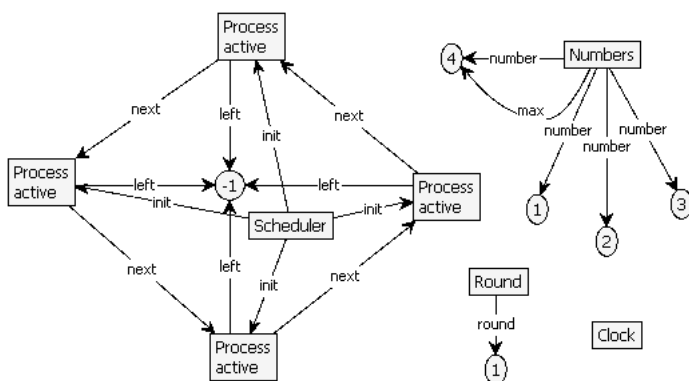 Process
active
4
number
Numbers
next
left
init
next
max
number
number
number
Process
active
left
-1
left
Process
active
init
Scheduler
init
1
2
3
next
left
init
next
Round
round
Clock
Process
active
1